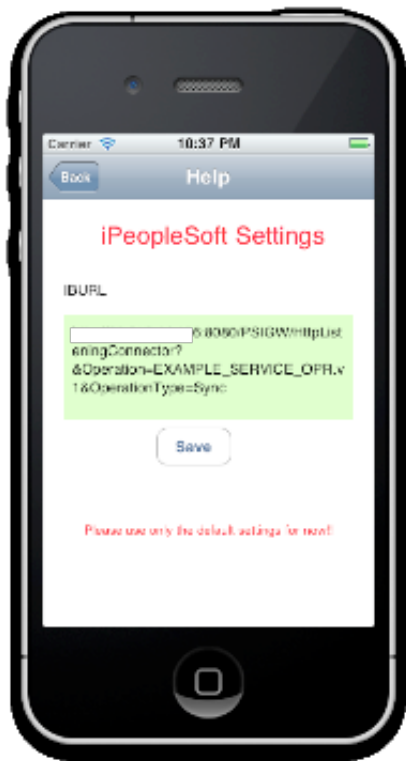 Carrier 10:37 PM
Back Help
iPeopleSoft Settings
IBURL
6:8080/PSIGW/HttpList
eningConnector?
&Operation=EXAMPLE_SERVICE_OPR.v
1&OperationType=Sync
Save
Please use only the default settings for now!!